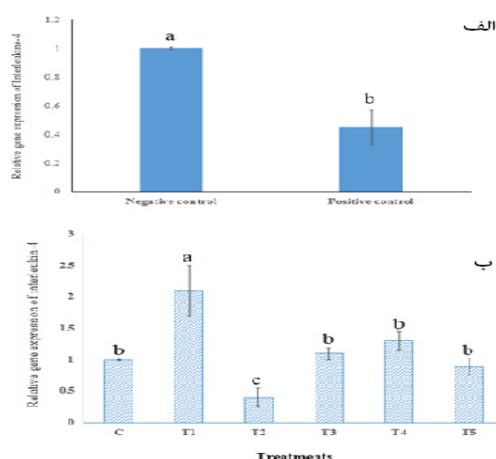 الف
Relative gene expression of Interleukine-4
1.2
1
0.8
0.6
0.4
0.2
0
a
b
Negative control
Positive control
ب
Relative gene expression of Interleukin-4
3
2.5
2
1.5
1
0.5
0
b
a
c
b
b
b
C
T1
T2
T3
T4
T5
Treatments